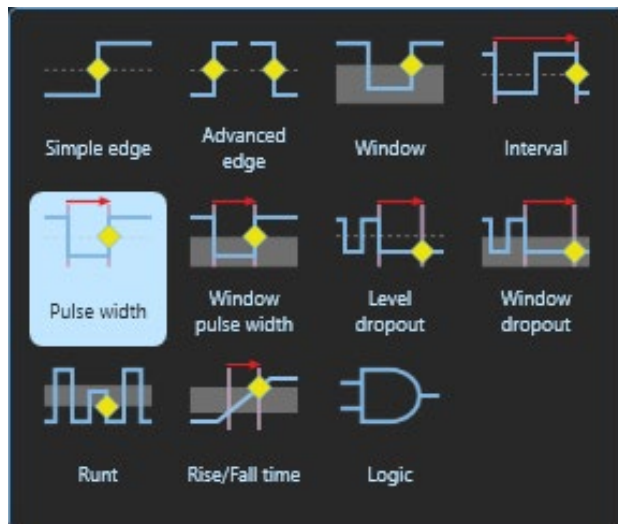 Simple edge
Advanced
edge
Window
Interval
Pulse width
Window
pulse width
Level
dropout
Window
dropout
Runt
Rise/Fall time
Logic